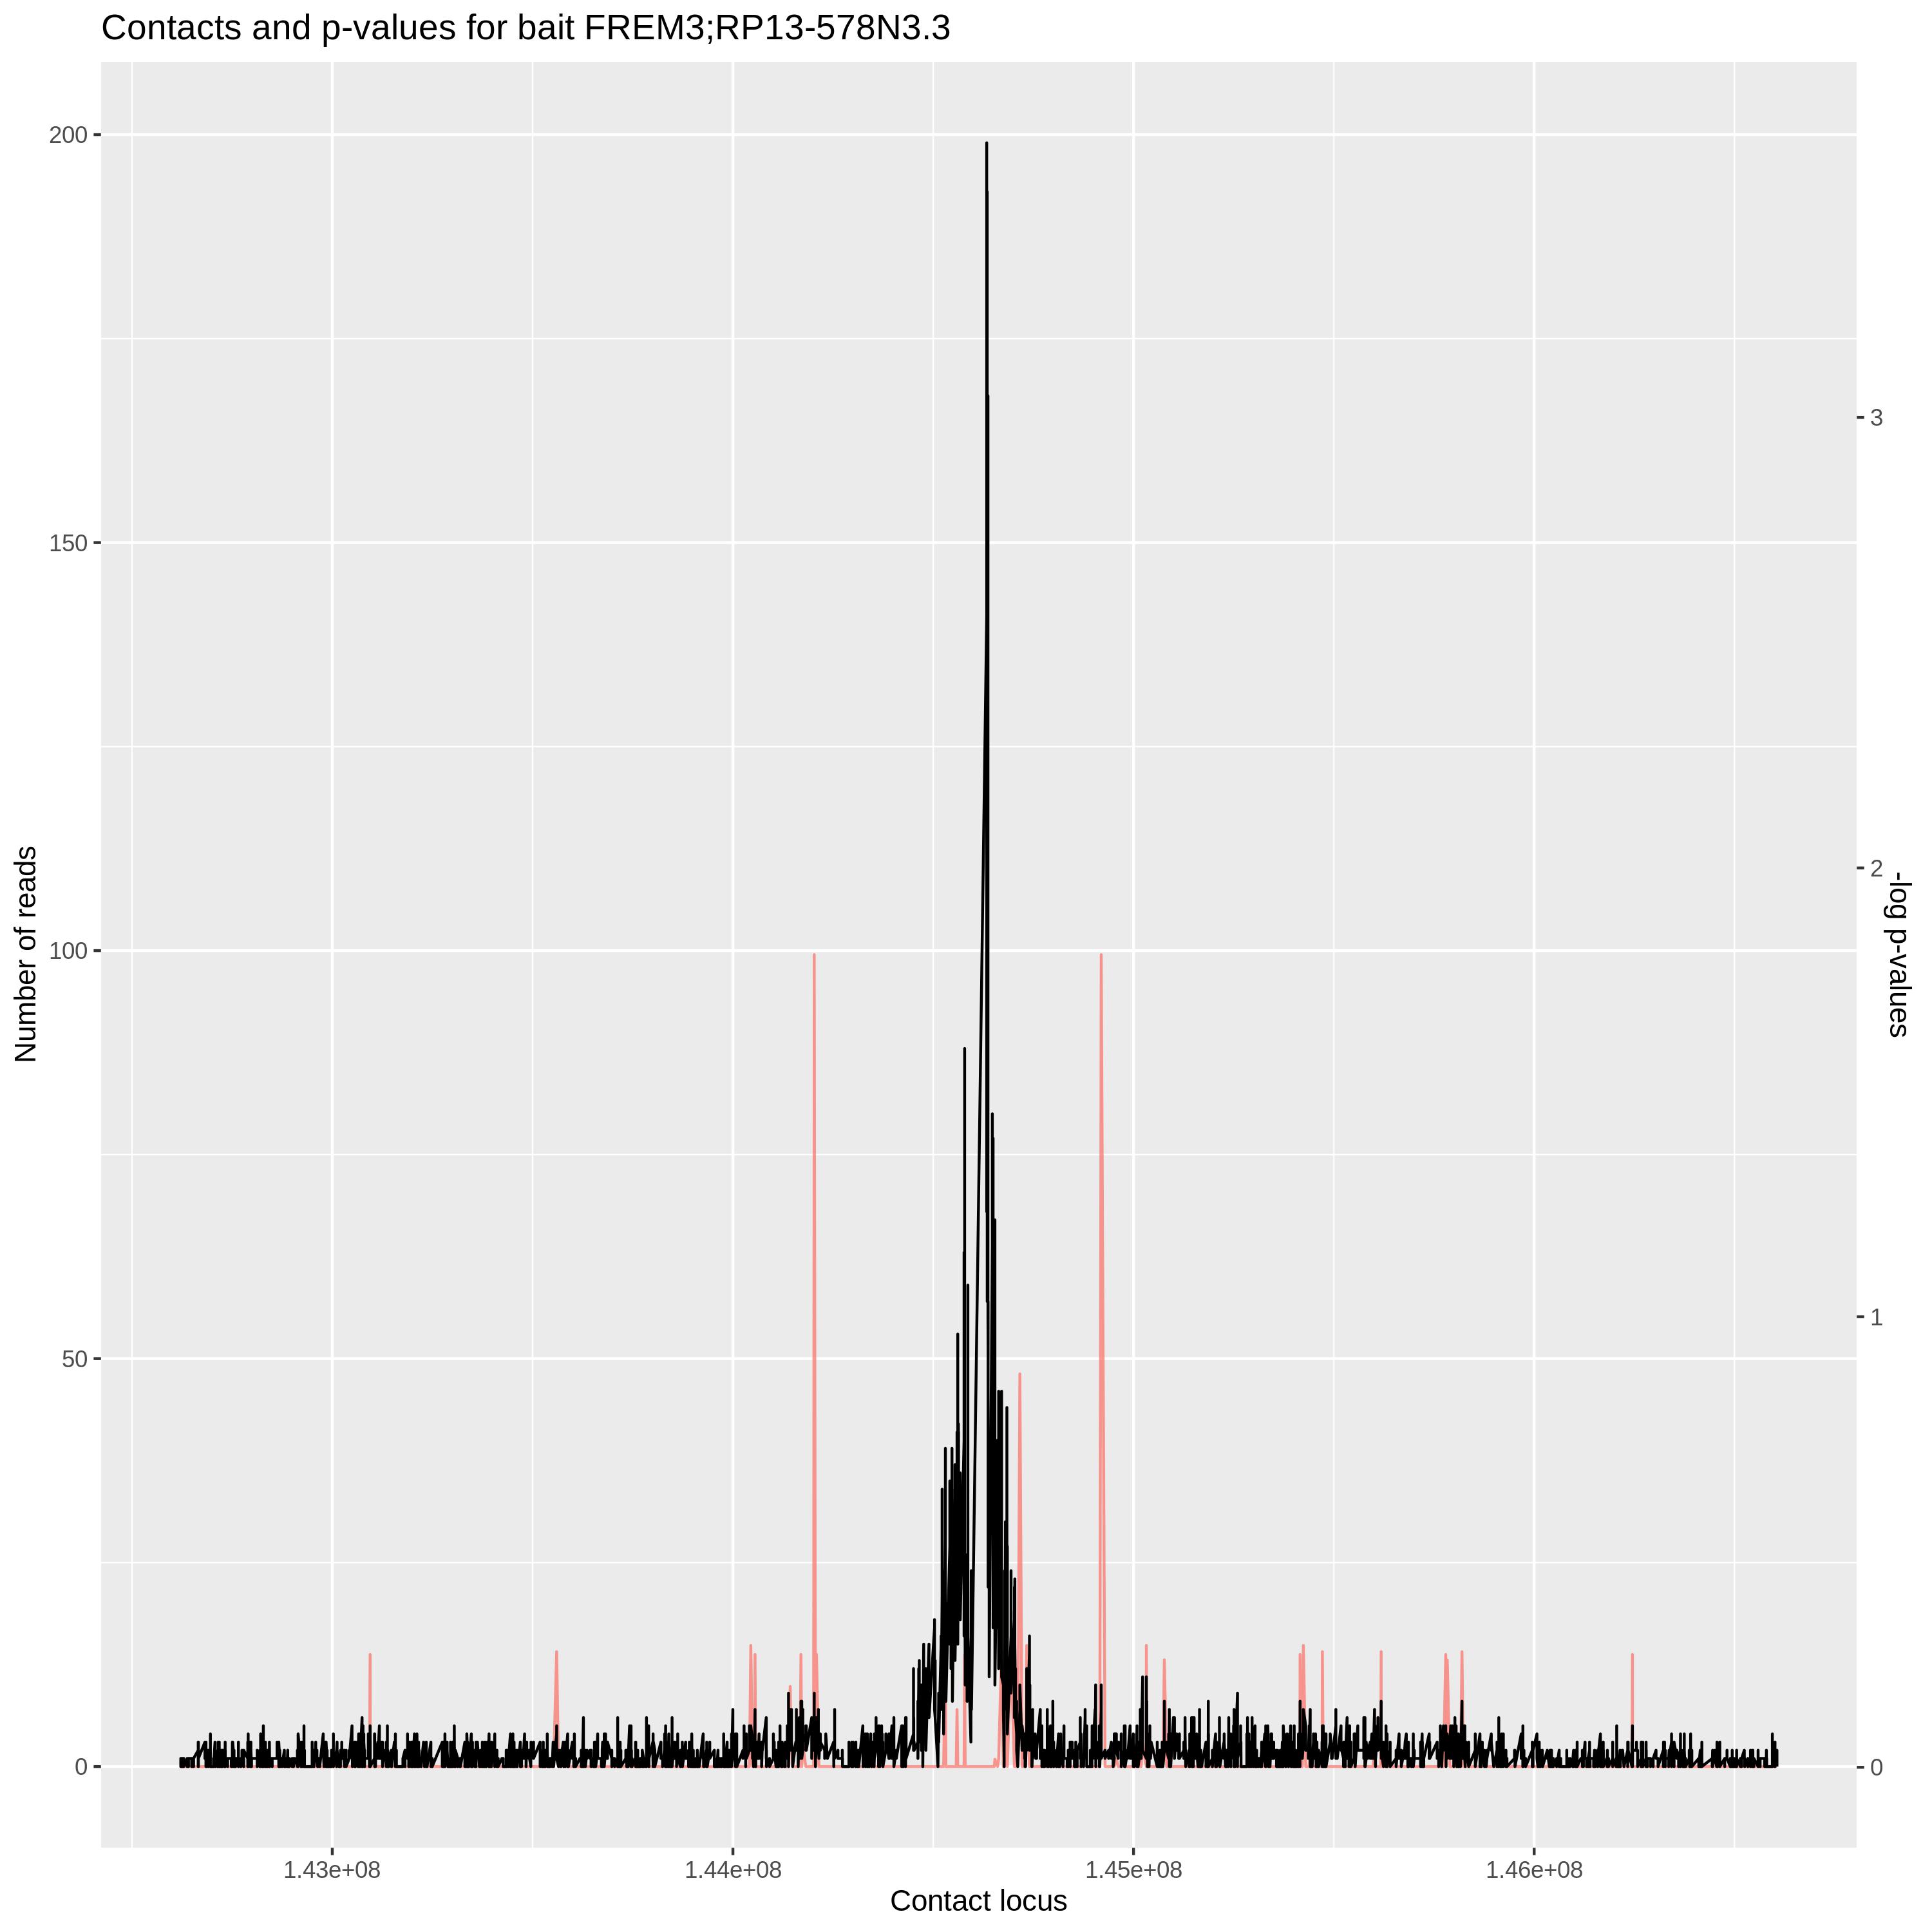 Contacts and p-values for bait FREM3;RP13-578N3.3
200
150
100
50
0
Number of reads
3
2
1
0
-log p-values
1.43e+08
1.44e+08
1.45e+08
1.46e+08
Contact locus